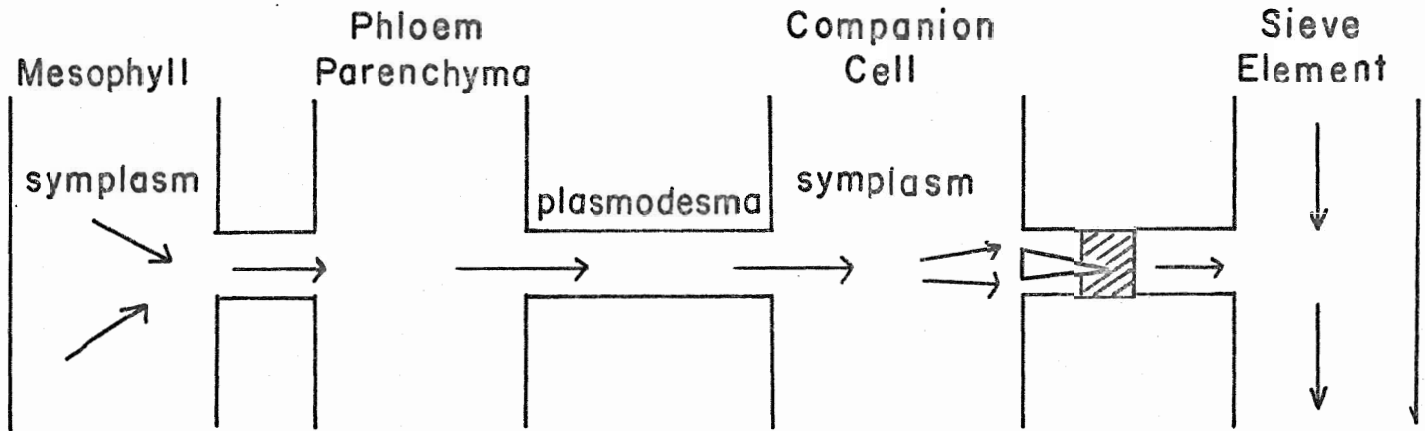 Mesophyll
Phloem
Parenchyma
Companion
Cell
Sieve
Element
symplasm
plasmodesma
symplasm